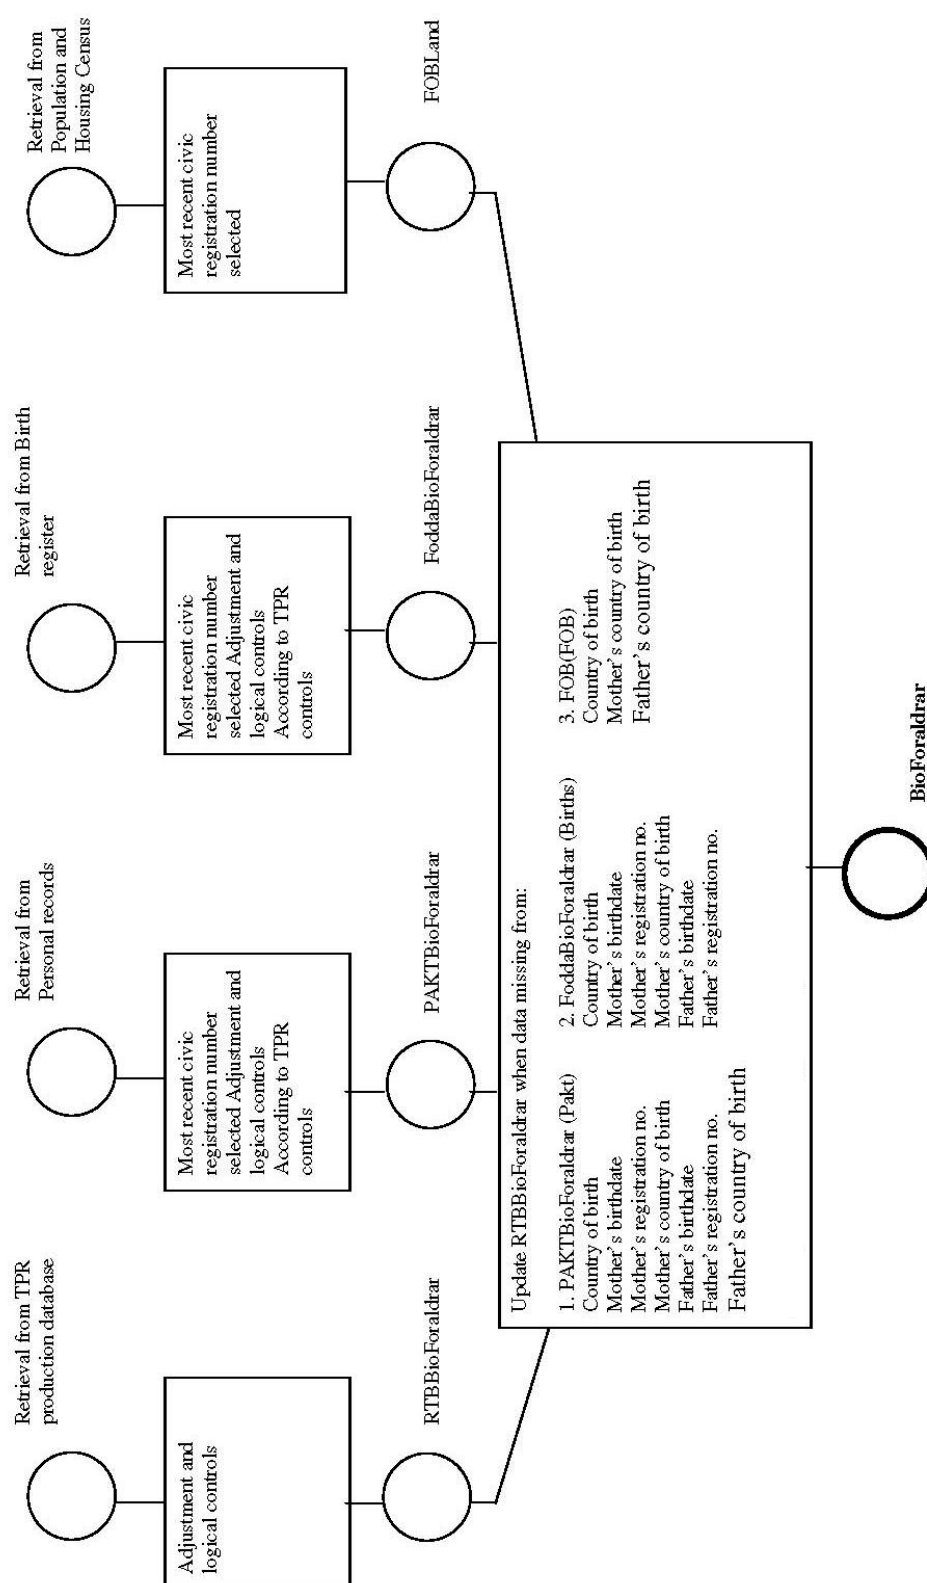 Retrieval from TPR
production database
Retrieval from
Personal records
Retrieval from Birth
register
Retrieval from
Population and
Housing Census
Adjustment and
logical controls
Most recent civic
registration number
selected Adjustment and
logical controls
According to TPR
controls
Most recent civic
registration number
selected Adjustment and
logical controls
According to TPR
controls
Most recent civic
registration number
selected
RTBBioForaldrar
PAKTBioForaldrar
FoddaBioForaldrar
FOBLand
Update RTBBioForaldrar when data missing from:
1. PAKTBioForaldrar (Pakt)
Country of birth
Mother's birthdate
Mother's registration no.
Mother's country of birth
Father's birthdate
Father's registration no.
Father's country of birth
2. FoddaBioForaldrar (Births)
Country of birth
Mother's birthdate
Mother's registration no.
Mother's country of birth
Father's birthdate
Father's registration no.
3. FOB(FOB)
Country of birth
Mother's country of birth
Father's country of birth
BioForaldrar